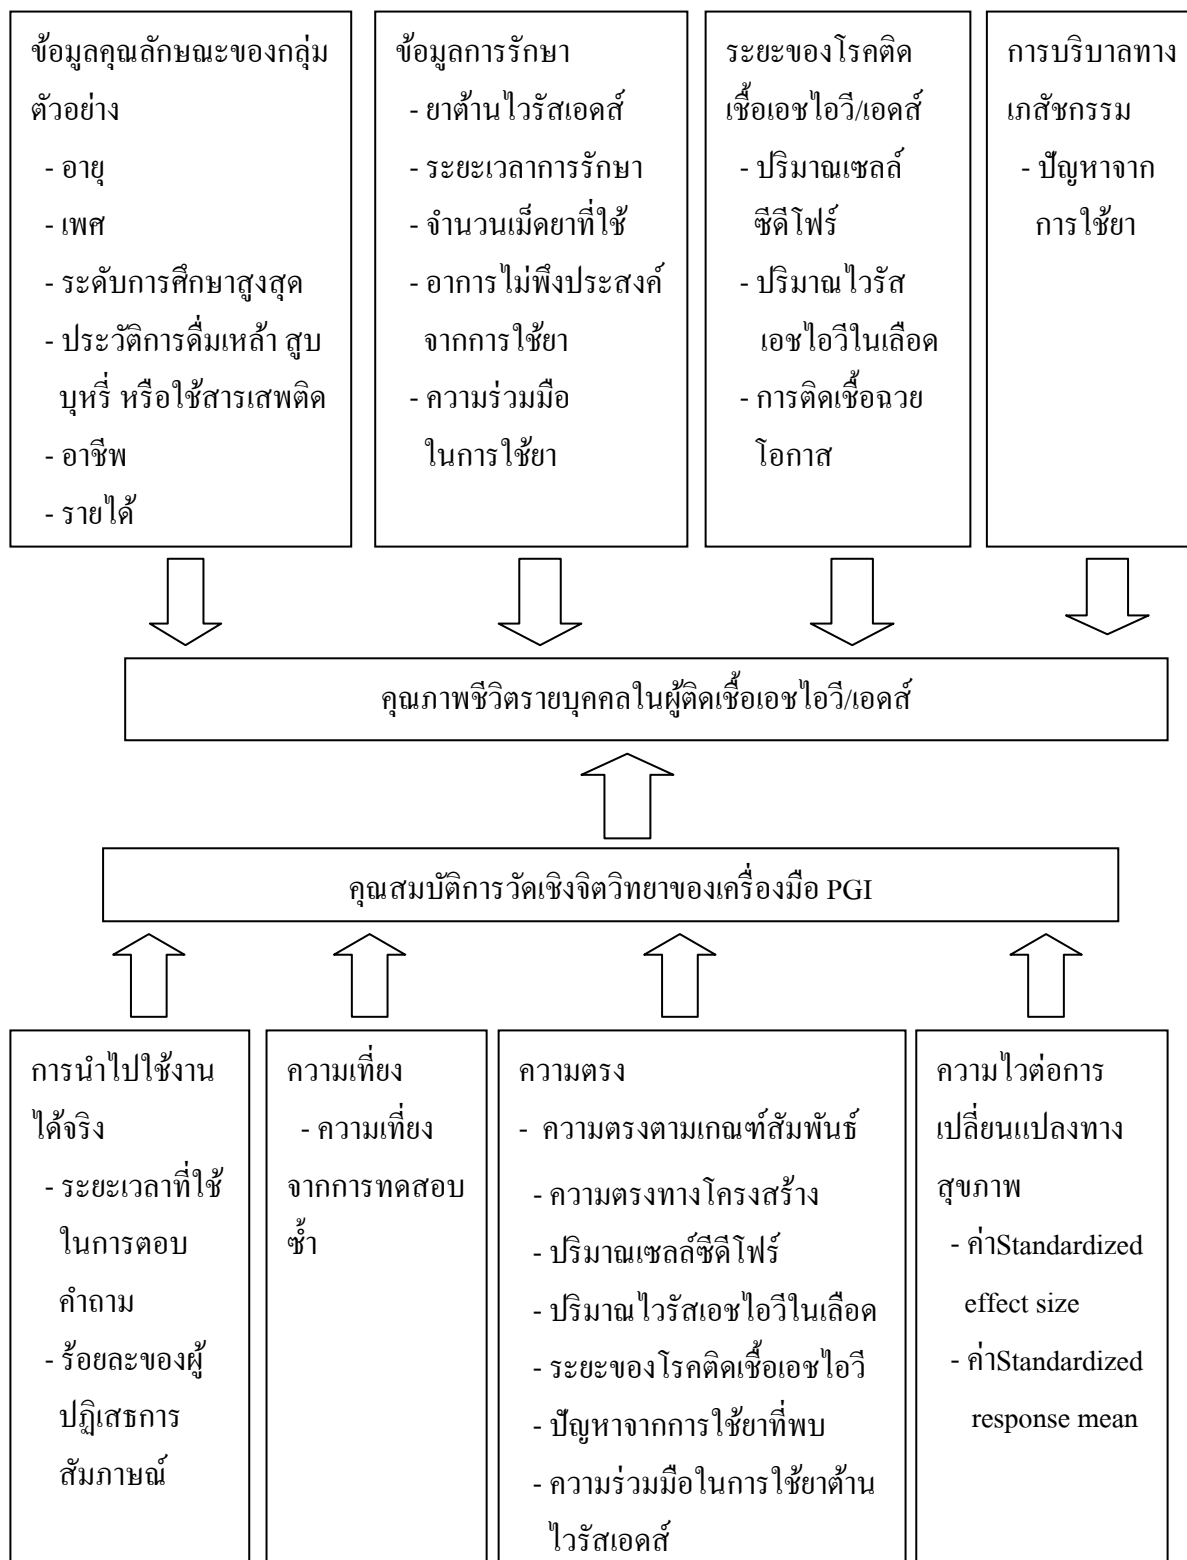 ข้อมูลคุณลักษณะของกลุ่ม
ตัวอย่าง
- อายุ
- เพศ
- ระดับการศึกษาสูงสุด
- ประวัติการดื่มเหล้า สูบ
บุหรี่ หรือใช้สารเสพติด
- อาชีพ
- รายได้
ข้อมูลการรักษา
- ยาต้านไวรัสเอดส์
- ระยะเวลาการรักษา
- จำนวนเม็ดยาที่ใช้
- อาการไม่พึงประสงค์
จากการใช้ยา
- ความร่วมมือ
ในการใช้ยา
ระยะของโรคติด
เชื้อเอชไอวี/เอดส์
- ปริมาณเซลล์
ซีดีโฟร์
- ปริมาณไวรัส
เอชไอวีในเลือด
- การติดเชื้อฉวย
โอกาส
การบริบาลทาง
เภสัชกรรม
- ปัญหาจาก
การใช้ยา
คุณภาพชีวิตรายบุคคลในผู้ติดเชื้อเอชไอวี/เอดส์
คุณสมบัติการวัดเชิงจิตวิทยาของเครื่องมือ PGI
การนำไปใช้งาน
ได้จริง
- ระยะเวลาที่ใช้
ในการตอบ
คำถาม
- ร้อยละของผู้
ปฏิเสธการ
สัมภาษณ์
ความเที่ยง
- ความเที่ยง
จากการทดสอบ
ซ้ำ
ความตรง
- ความตรงตามเกณฑ์สัมพันธ์
- ความตรงทางโครงสร้าง
- ปริมาณเซลล์ซีดีโฟร์
- ปริมาณไวรัสเอชไอวีในเลือด
- ระยะของโรคติดเชื้อเอชไอวี
- ปัญหาจากการใช้ยาที่พบ
- ความร่วมมือในการใช้ยาต้าน
ไวรัสเอดส์
ความไวต่อการ
เปลี่ยนแปลงทาง
สุขภาพ
- ค่าStandardized
effect size
- ค่าStandardized
response mean